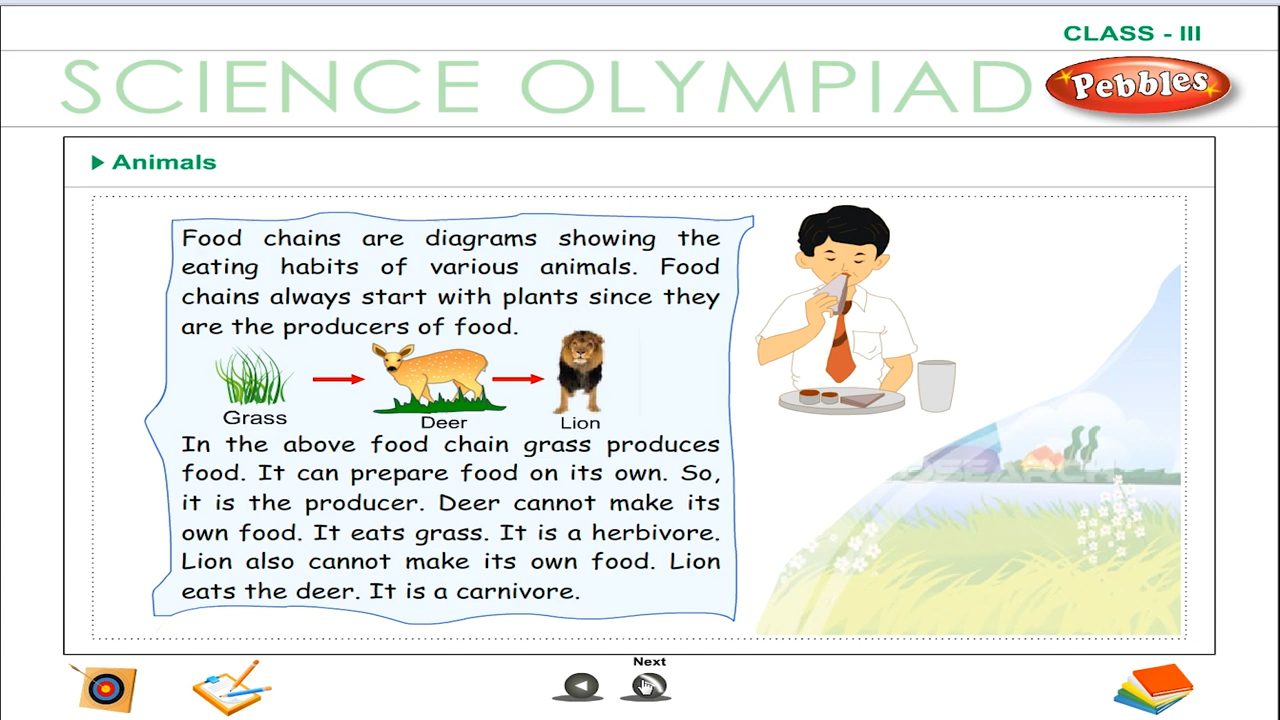 CLASS - III
SCIENCE OLYMPIAD
Pebbles
Animals
Food chains are diagrams showing the
eating habits of various animals. Food
chains always start with plants since they
are the producers of food.
Grass
Deer
Lion
In the above food chain grass produces
food. It can prepare food on its own. So,
it is the producer. Deer cannot make its
own food. It eats grass. It is a herbivore.
Lion also cannot make its own food. Lion
eats the deer. It is a carnivore.
Next